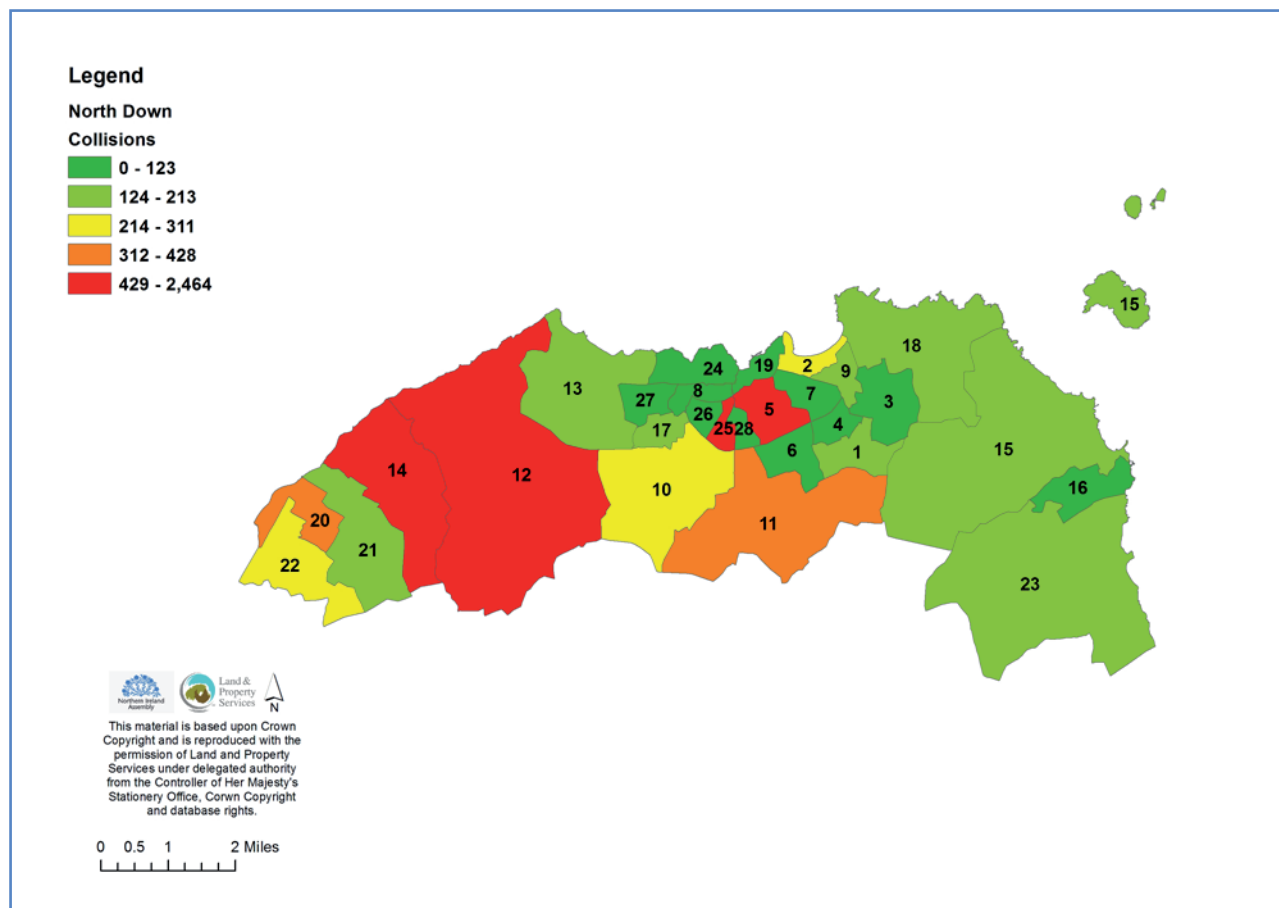 Legend
North Down
Collisions
0 - 123
124 - 213
214 - 311
312 - 428
429 - 2,464
15
18
2
19
9
24
13
8
7
27
3
5
26
4
25
28
17
6
1
15
14
12
10
16
11
20
21
22
23
Northern Ireland
Assembly
Land &
Property
Services
N
This material is based upon Crown
Copyright and is reproduced with the
permission of Land and Property
Services under delegated authority
from the Controller of Her Majesty's
Stationery Office, Corwn Copyright
and database rights.
0 0.5 1 2 Miles